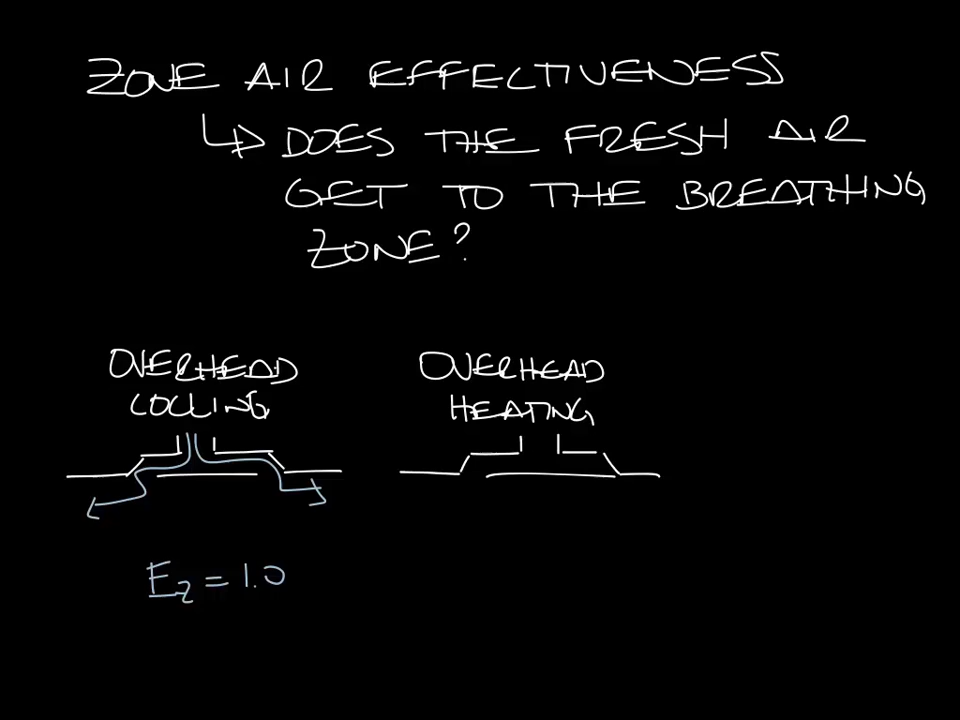 ZONE AIR EFFECTIVENESS
↳ DOES THE FRESH AIR
GET TO THE BREATHING
ZONE?
OVERHEAD
COOLING
OVERHEAD
HEATING
Ez = 1.0